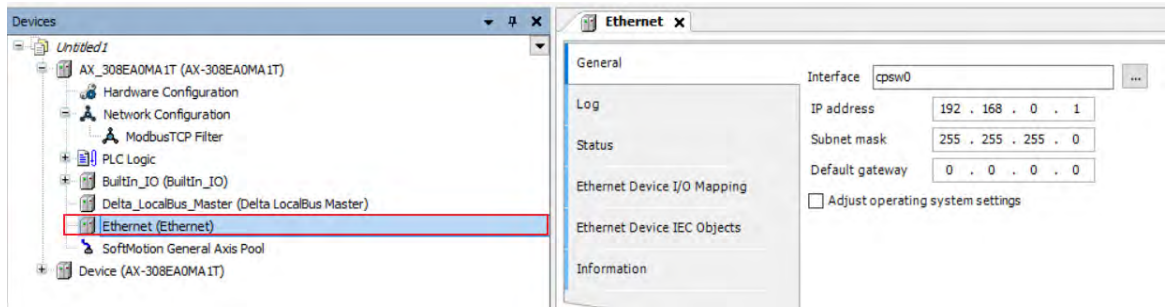 Devices
Untitled1
AX_308EA0MA1T (AX-308EA0MA1T)
Hardware Configuration
Network Configuration
ModbusTCP Filter
PLC Logic
BuiltIn_IO (BuiltIn_IO)
Delta_LocalBus_Master (Delta LocalBus Master)
Ethernet (Ethernet)
SoftMotion General Axis Pool
Device (AX-308EA0MA1T)
Ethernet
General
Log
Status
Ethernet Device I/O Mapping
Ethernet Device IEC Objects
Information
Interface cpsw0 ...
IP address 192 . 168 . 0 . 1
Subnet mask 255 . 255 . 255 . 0
Default gateway 0 . 0 . 0 . 0
Adjust operating system settings